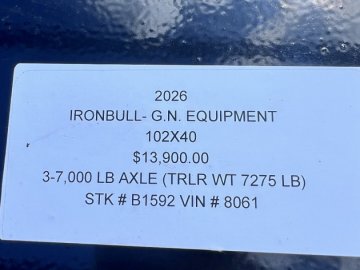 2026
IRONBULL- G.N. EQUIPMENT
102X40
$13,900.00
3-7,000 LB AXLE (TRLR WT 7275 LB)
STK # B1592 VIN # 8061